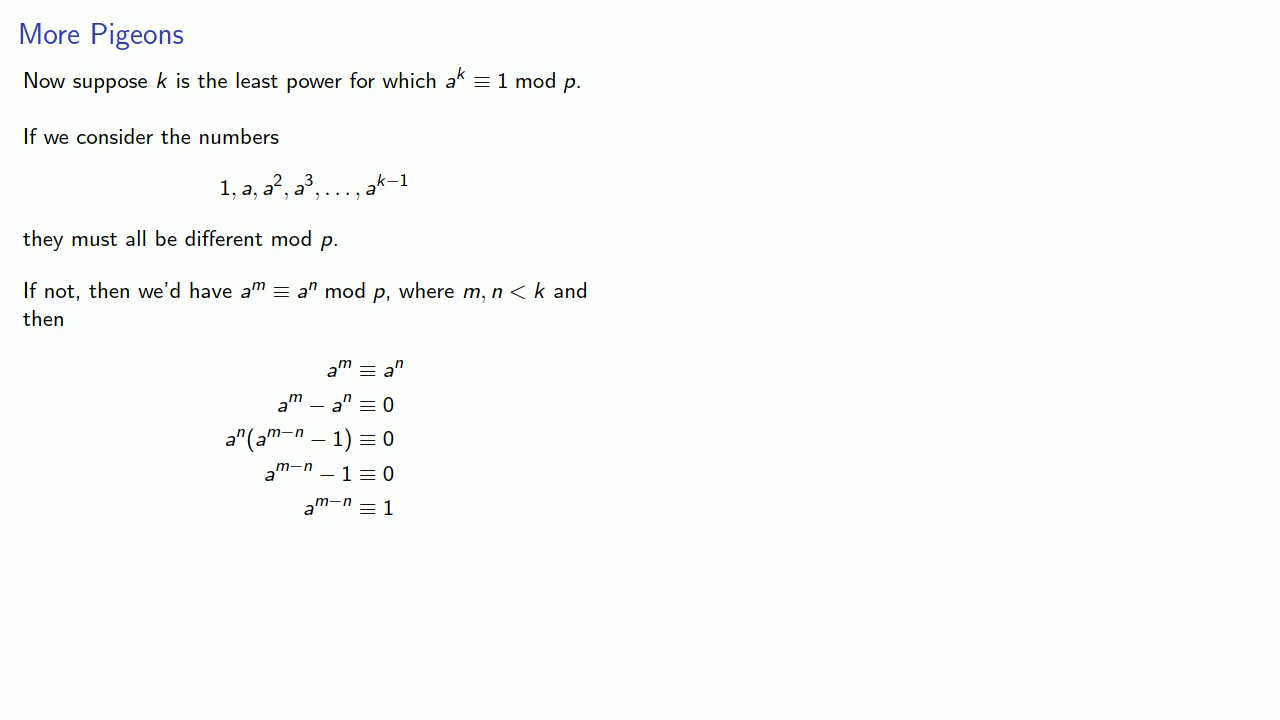 More Pigeons
Now suppose k is the least power for which a^k ≡ 1 mod p.
If we consider the numbers
1, a, a^2, a^3, . . . , a^{k−1}
they must all be different mod p.
If not, then we'd have a^m ≡ a^n mod p, where m, n < k and
then
a^m ≡ a^n
a^m − a^n ≡ 0
a^n(a^{m−n} − 1) ≡ 0
a^{m−n} − 1 ≡ 0
a^{m−n} ≡ 1